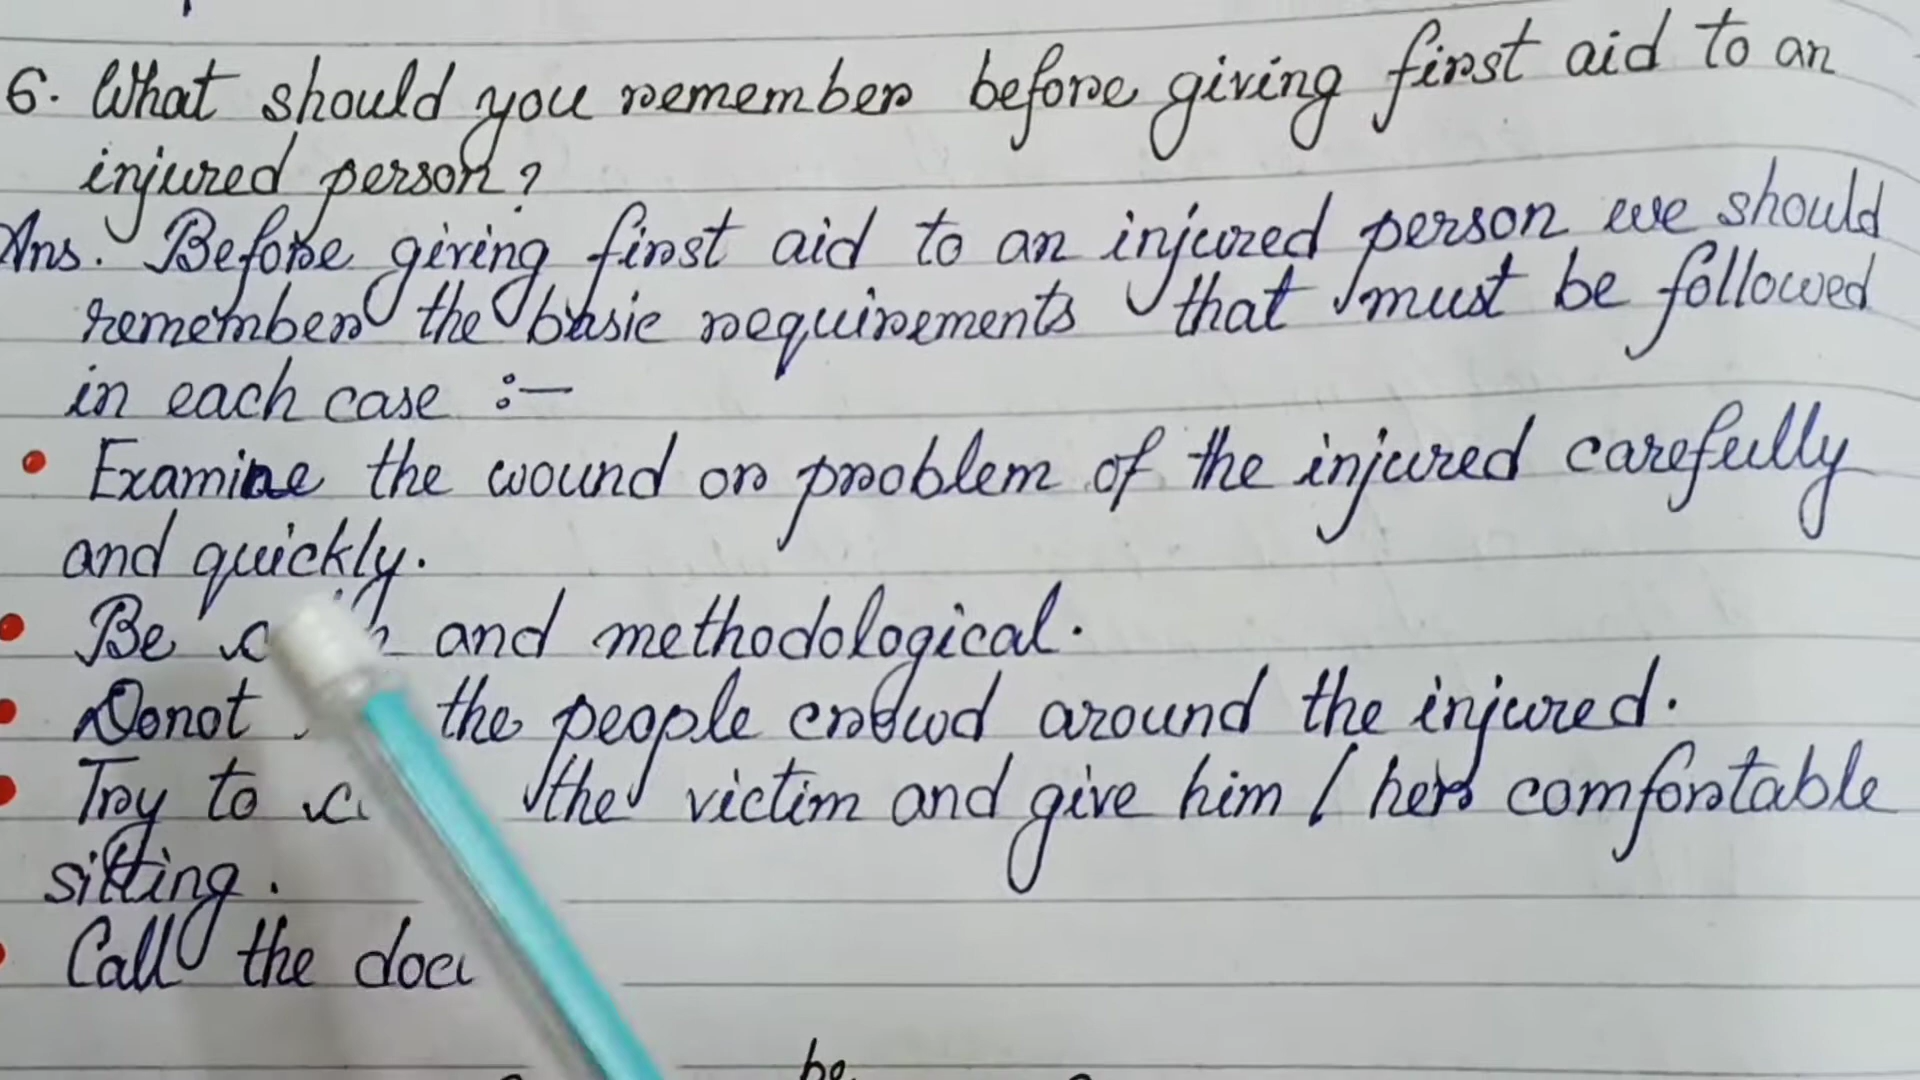 6. What should you remember before giving first aid to an
injured person?
Ans. Before giving first aid to an injured person we should
remember the basic requirements that must be followed
in each case :-
• Examine the wound or problem of the injured carefully
and quickly.
• Be and methodological.
• Donot the people crowd around the injured.
• Try to the victim and give him / her comfortable
sitting.
• Call the
be